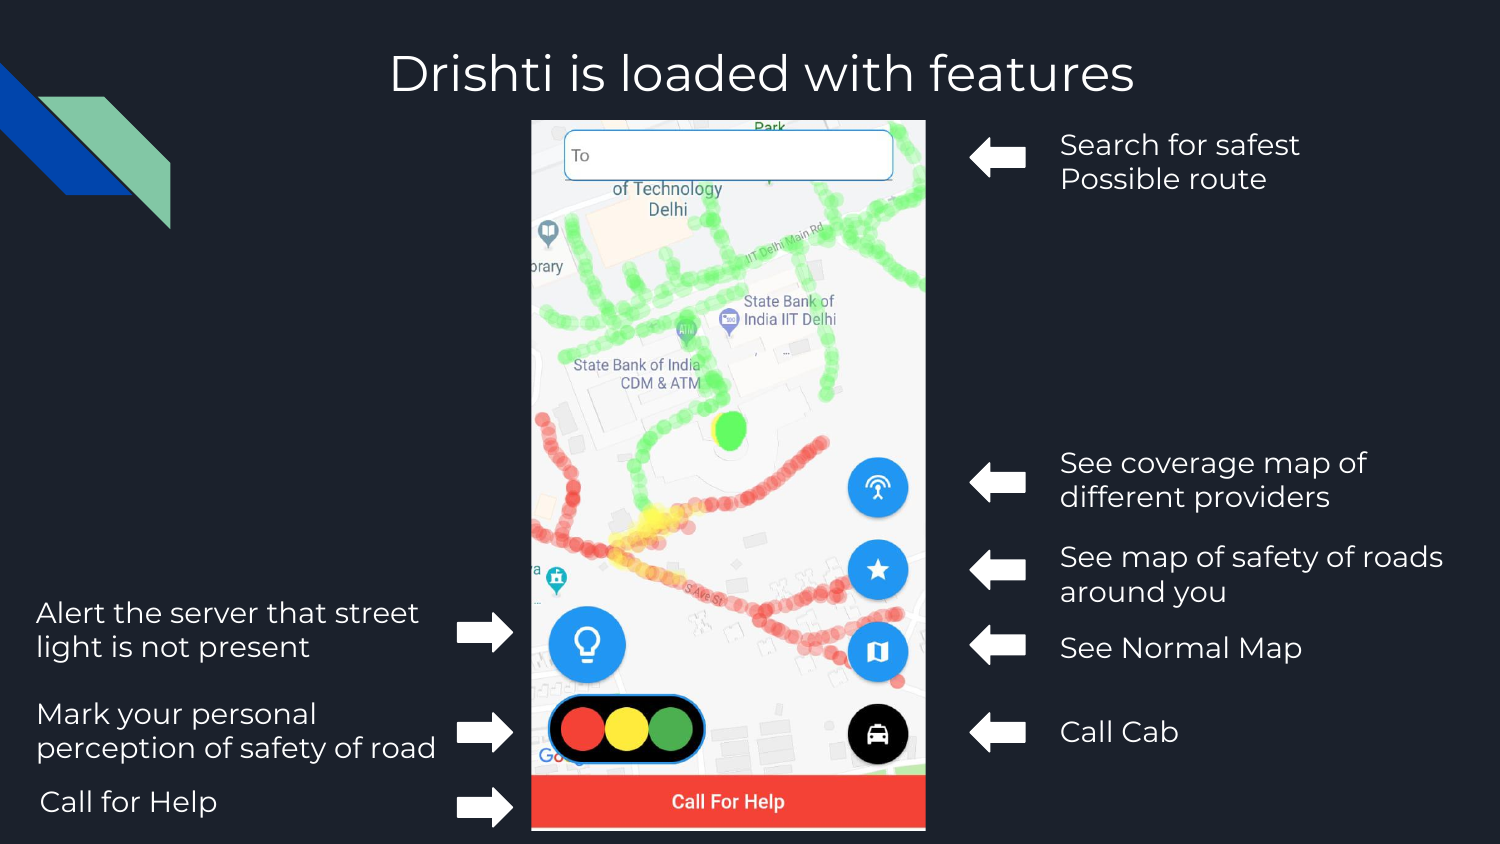 Drishti is loaded with features
Park
To
of Technology
Delhi
IIT Delhi Main Rd
brary
State Bank of
India IIT Delhi
ATM
State Bank of India
CDM & ATM
S Ave St
Search for safest
Possible route
See coverage map of
different providers
See map of safety of roads
around you
See Normal Map
Call Cab
Alert the server that street
light is not present
Mark your personal
perception of safety of road
Call for Help
Call For Help